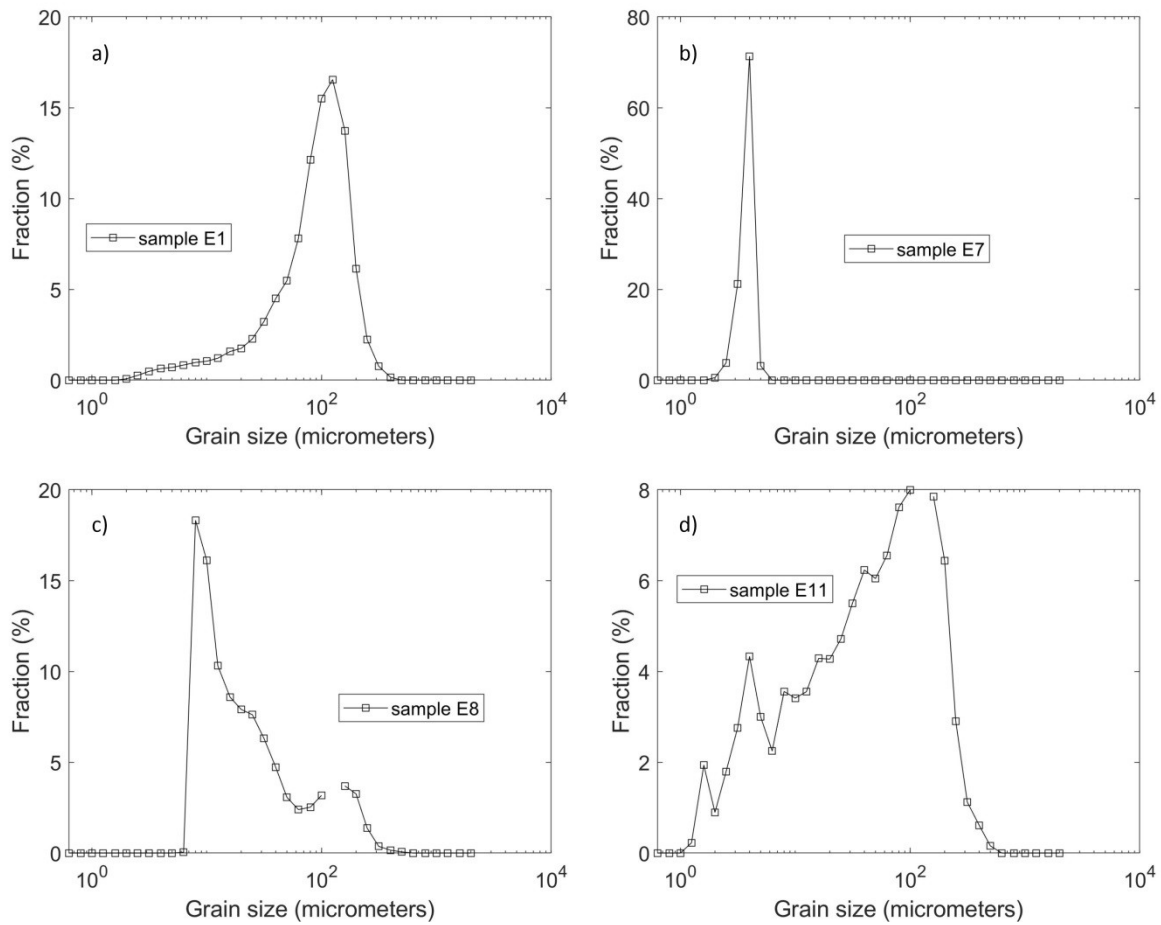 a)
20
15
10
5
0
Fraction (%)
sample E1
10^0 10^2 10^4
Grain size (micrometers)
b)
80
60
40
20
0
Fraction (%)
sample E7
10^0 10^2 10^4
Grain size (micrometers)
c)
20
15
10
5
0
Fraction (%)
sample E8
10^0 10^2 10^4
Grain size (micrometers)
d)
8
6
4
2
0
Fraction (%)
sample E11
10^0 10^2 10^4
Grain size (micrometers)